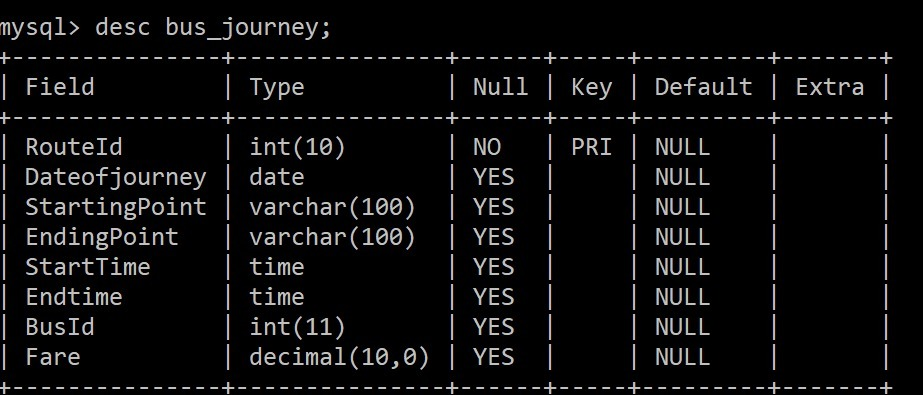 mysql> desc bus_journey;
+---------------+--------------+------+-----+---------+-------+
| Field | Type | Null | Key | Default | Extra |
+---------------+--------------+------+-----+---------+-------+
| RouteId | int(10) | NO | PRI | NULL | |
| Dateofjourney | date | YES | | NULL | |
| StartingPoint | varchar(100) | YES | | NULL | |
| EndingPoint | varchar(100) | YES | | NULL | |
| StartTime | time | YES | | NULL | |
| Endtime | time | YES | | NULL | |
| BusId | int(11) | YES | | NULL | |
| Fare | decimal(10,0) | YES | | NULL | |
+---------------+--------------+------+-----+---------+-------+